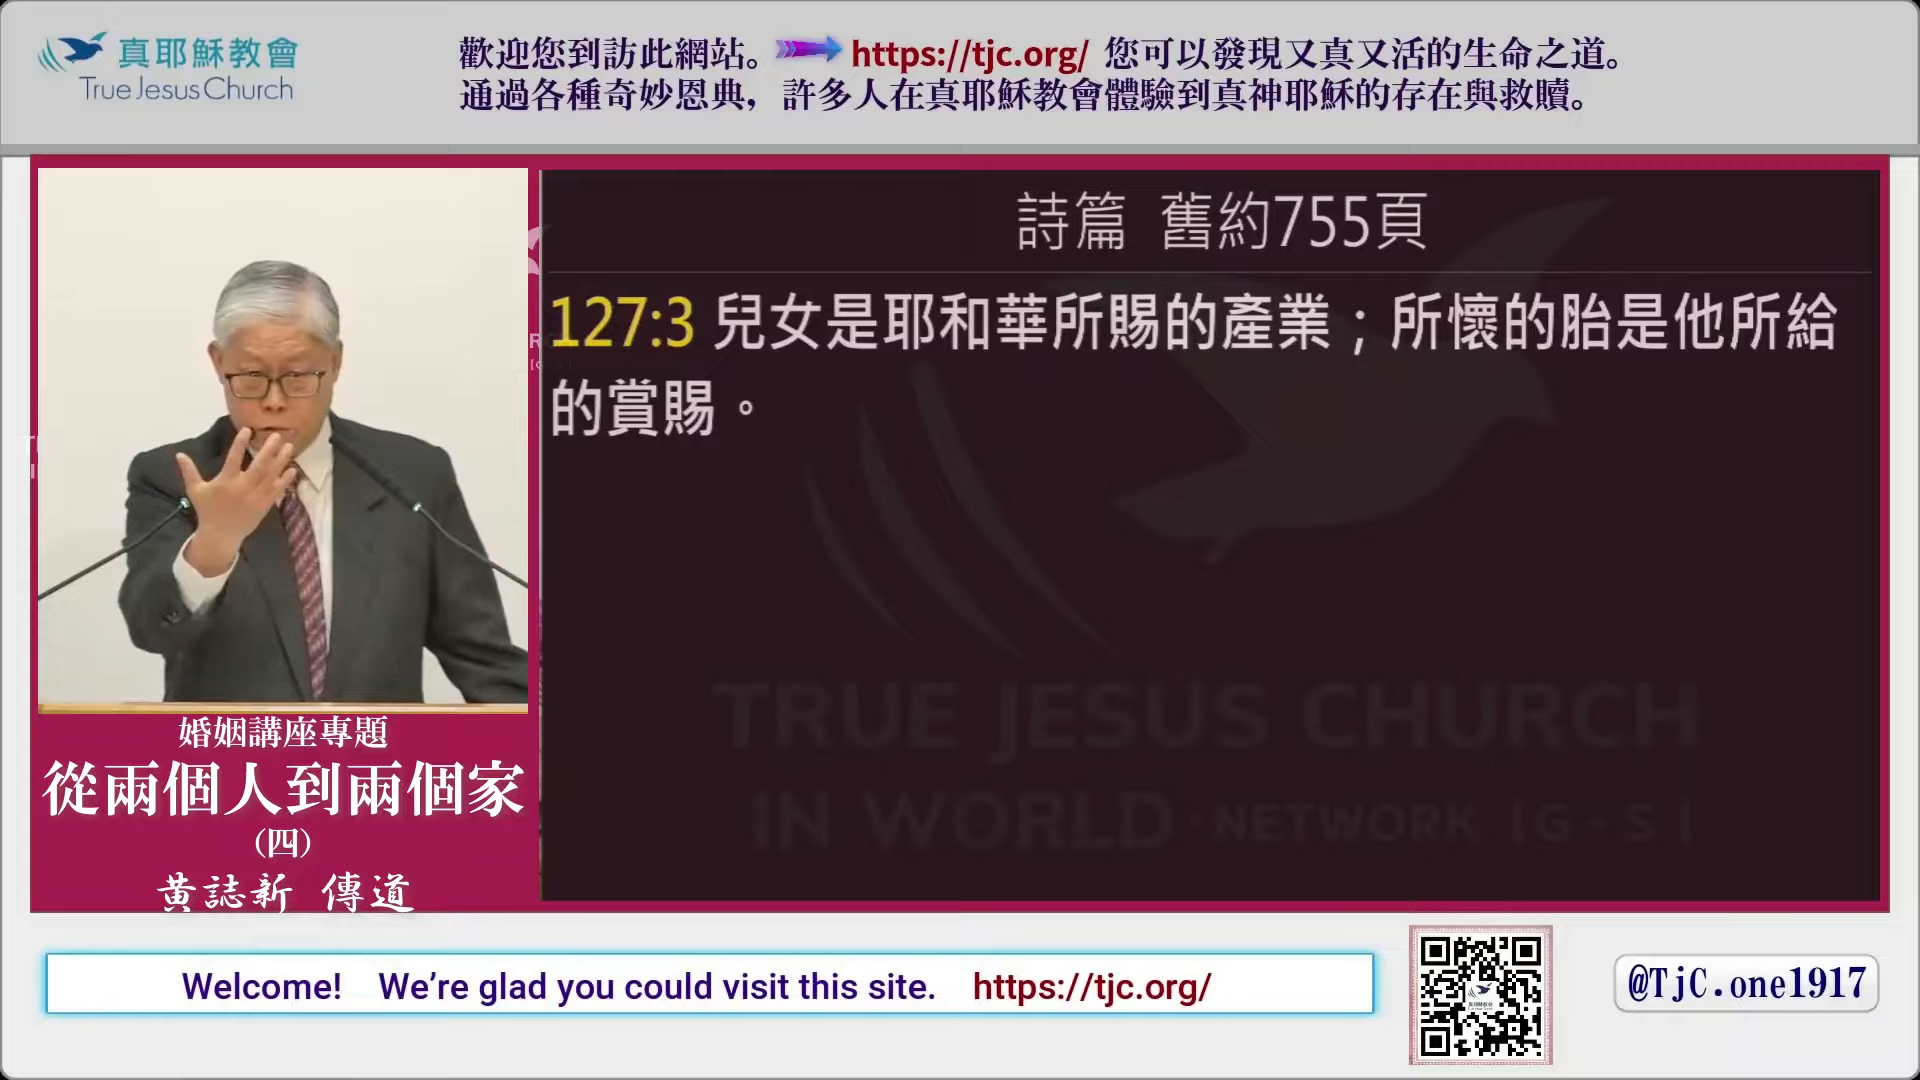 真耶穌教會
True Jesus Church
歡迎您到訪此網站。 https://tjc.org/ 您可以發現又真又活的生命之道。
通過各種奇妙恩典，許多人在真耶穌教會體驗到真神耶穌的存在與救贖。
詩篇 舊約755頁
127:3 兒女是耶和華所賜的產業；所懷的胎是他所給
的賞賜。
TRUE JESUS CHURCH
IN WORLD·NETWORK [G·S]
婚姻講座專題
從兩個人到兩個家
(四)
黃誌新 傳道
Welcome! We’re glad you could visit this site. https://tjc.org/
@TjC.one1917